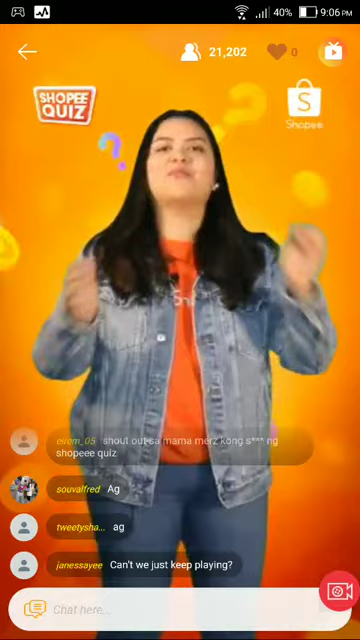 40%
9:06 PM
21,202
0
SHOPEE
QUIZ
S
Shopee
eirem_05 shout out sa mama merz kong s*** ng
shopeee quiz
souvalfred Ag
tweetysha... ag
janessayee Can't we just keep playing?
Chat here...